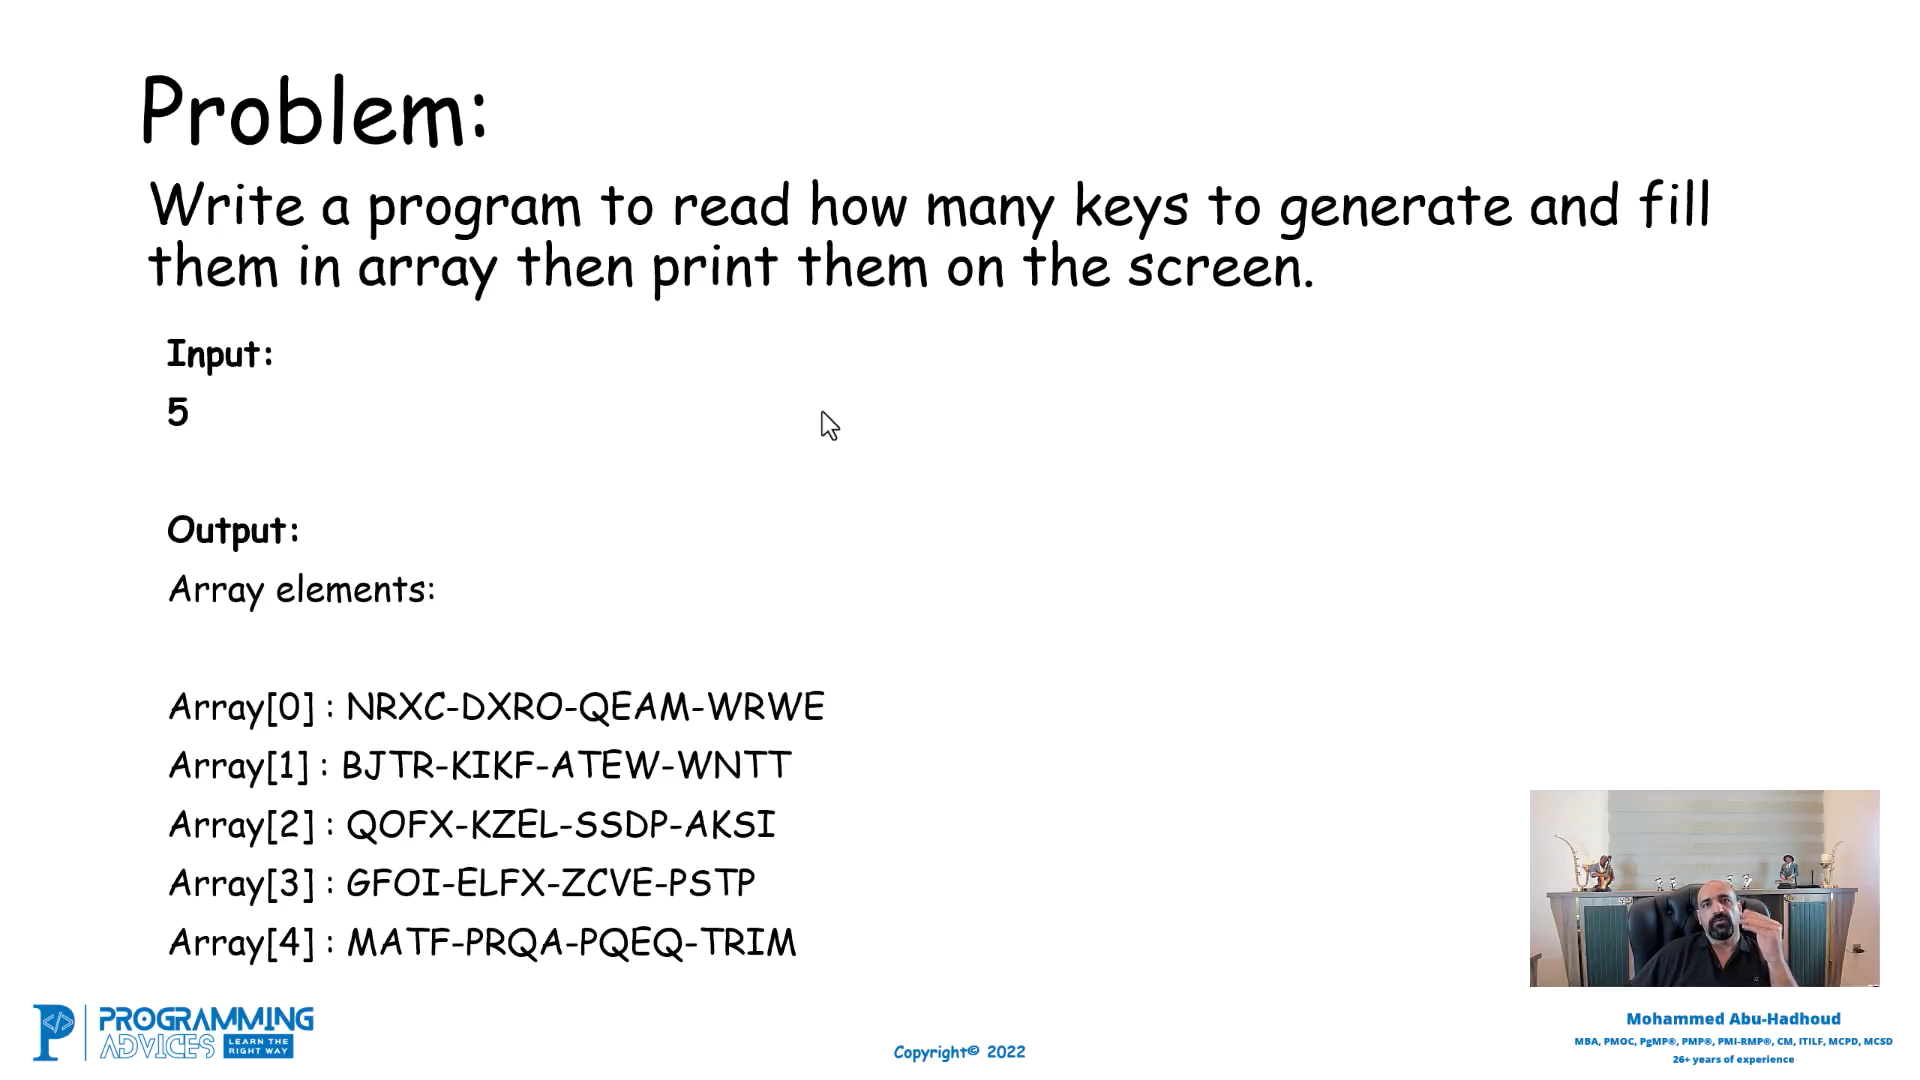 Problem:
Write a program to read how many keys to generate and fill
them in array then print them on the screen.
Input:
5
Output:
Array elements:
Array[0] : NRXC-DXRO-QEAM-WRWE
Array[1] : BJTR-KIKF-ATEW-WNTT
Array[2] : QOFX-KZEL-SSDP-AKSI
Array[3] : GFOI-ELFX-ZCVE-PSTP
Array[4] : MATF-PRQA-PQEQ-TRIM
PROGRAMMING
ADVICES
LEARN THE
RIGHT WAY
Copyright© 2022
Mohammed Abu-Hadhoud
MBA, PMOC, PgMP®, PMP®, PMI-RMP®, CM, ITILF, MCPD, MCSD
26+ years of experience